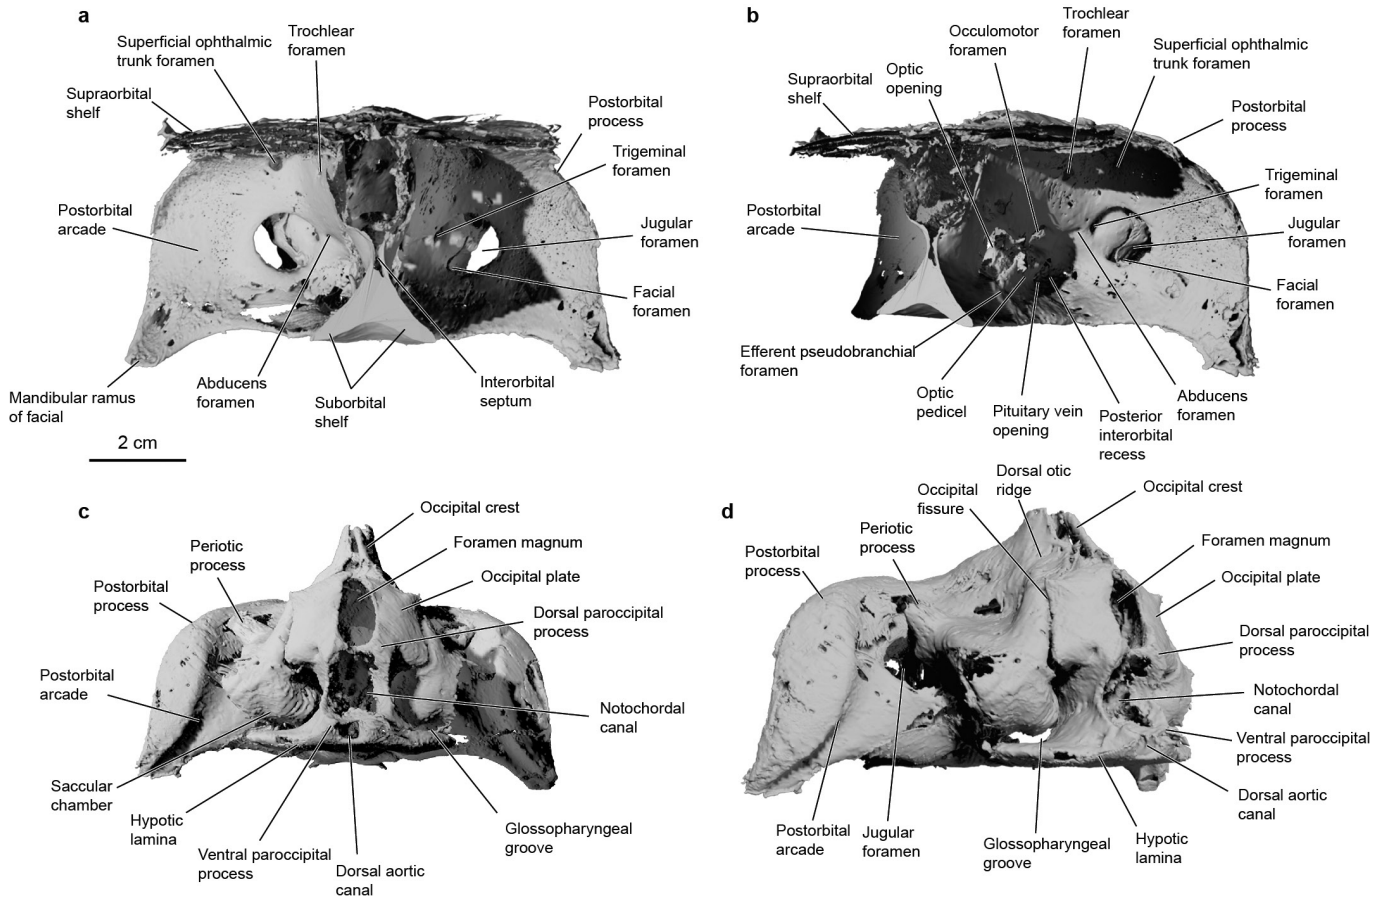 a
Superficial ophthalmic
trunk foramen
Trochlear
foramen
Supraorbital
shelf
Postorbital
process
Trigeminal
foramen
Postorbital
arcade
Jugular
foramen
Facial
foramen
Mandibular ramus
of facial
Abducens
foramen
Suborbital
shelf
Interorbital
septum
2 cm
b
Occulomotor
foramen
Trochlear
foramen
Optic
opening
Superficial ophthalmic
trunk foramen
Supraorbital
shelf
Postorbital
process
Trigeminal
foramen
Postorbital
arcade
Jugular
foramen
Facial
foramen
Efferent pseudobranchial
foramen
Optic
pedicel
Pituitary vein
opening
Posterior
interorbital
recess
Abducens
foramen
c
Occipital crest
Periotic
process
Foramen magnum
Postorbital
process
Occipital plate
Dorsal paroccipital
process
Postorbital
arcade
Notochordal
canal
Saccular
chamber
Hypotic
lamina
Ventral paroccipital
process
Dorsal aortic
canal
Glossopharyngeal
groove
d
Dorsal otic
ridge
Occipital
fissure
Occipital crest
Periotic
process
Postorbital
process
Foramen magnum
Occipital plate
Dorsal paroccipital
process
Notochordal
canal
Ventral paroccipital
process
Dorsal aortic
canal
Postorbital
arcade
Jugular
foramen
Glossopharyngeal
groove
Hypotic
lamina